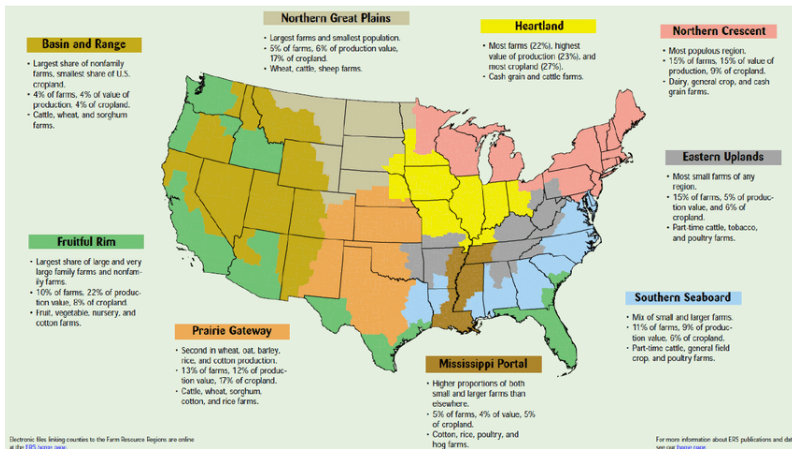 Basin and Range
• Largest share of nonfamily
farms, smallest share of U.S.
cropland.
• 4% of farms, 4% of value of
production, 4% of cropland.
• Cattle, wheat, and sorghum
farms.
Northern Great Plains
• Largest farms and smallest population.
• 5% of farms, 6% of production value,
17% of cropland.
• Wheat, cattle, sheep farms.
Heartland
• Most farms (22%), highest
value of production (23%), and
most cropland (27%).
• Cash grain and cattle farms.
Northern Crescent
• Most populous region.
• 15% of farms, 15% of value of
production, 9% of cropland.
• Dairy, general crop, and cash
grain farms.
Eastern Uplands
• Most small farms of any
region.
• 15% of farms, 5% of produc-
tion value, and 6% of
cropland.
• Part-time cattle, tobacco,
and poultry farms.
Fruitful Rim
• Largest share of large and very
large family farms and nonfam-
ily farms.
• 10% of farms, 22% of produc-
tion value, 8% of cropland.
• Fruit, vegetable, nursery, and
cotton farms.
Southern Seaboard
• Mix of small and larger farms.
• 11% of farms, 9% of produc-
tion value, 6% of cropland.
• Part-time cattle, general field
crop, and poultry farms.
Prairie Gateway
• Second in wheat, oat, barley,
rice, and cotton production.
• 13% of farms, 12% of produc-
tion value, 17% of cropland.
• Cattle, wheat, sorghum,
cotton, and rice farms.
Mississippi Portal
• Higher proportions of both
small and larger farms than
elsewhere.
• 5% of farms, 4% of value, 5%
of cropland.
• Cotton, rice, poultry, and
hog farms.
Electronic files linking counties to the Farm Resource Regions are online
at the ERS home page.
For more information about ERS publications and dat
see our home page.